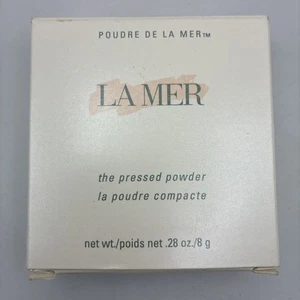 POUDRE DE LA MER™
LA MER
the pressed powder
la poudre compacte
net wt./poids net .28 oz./8 g